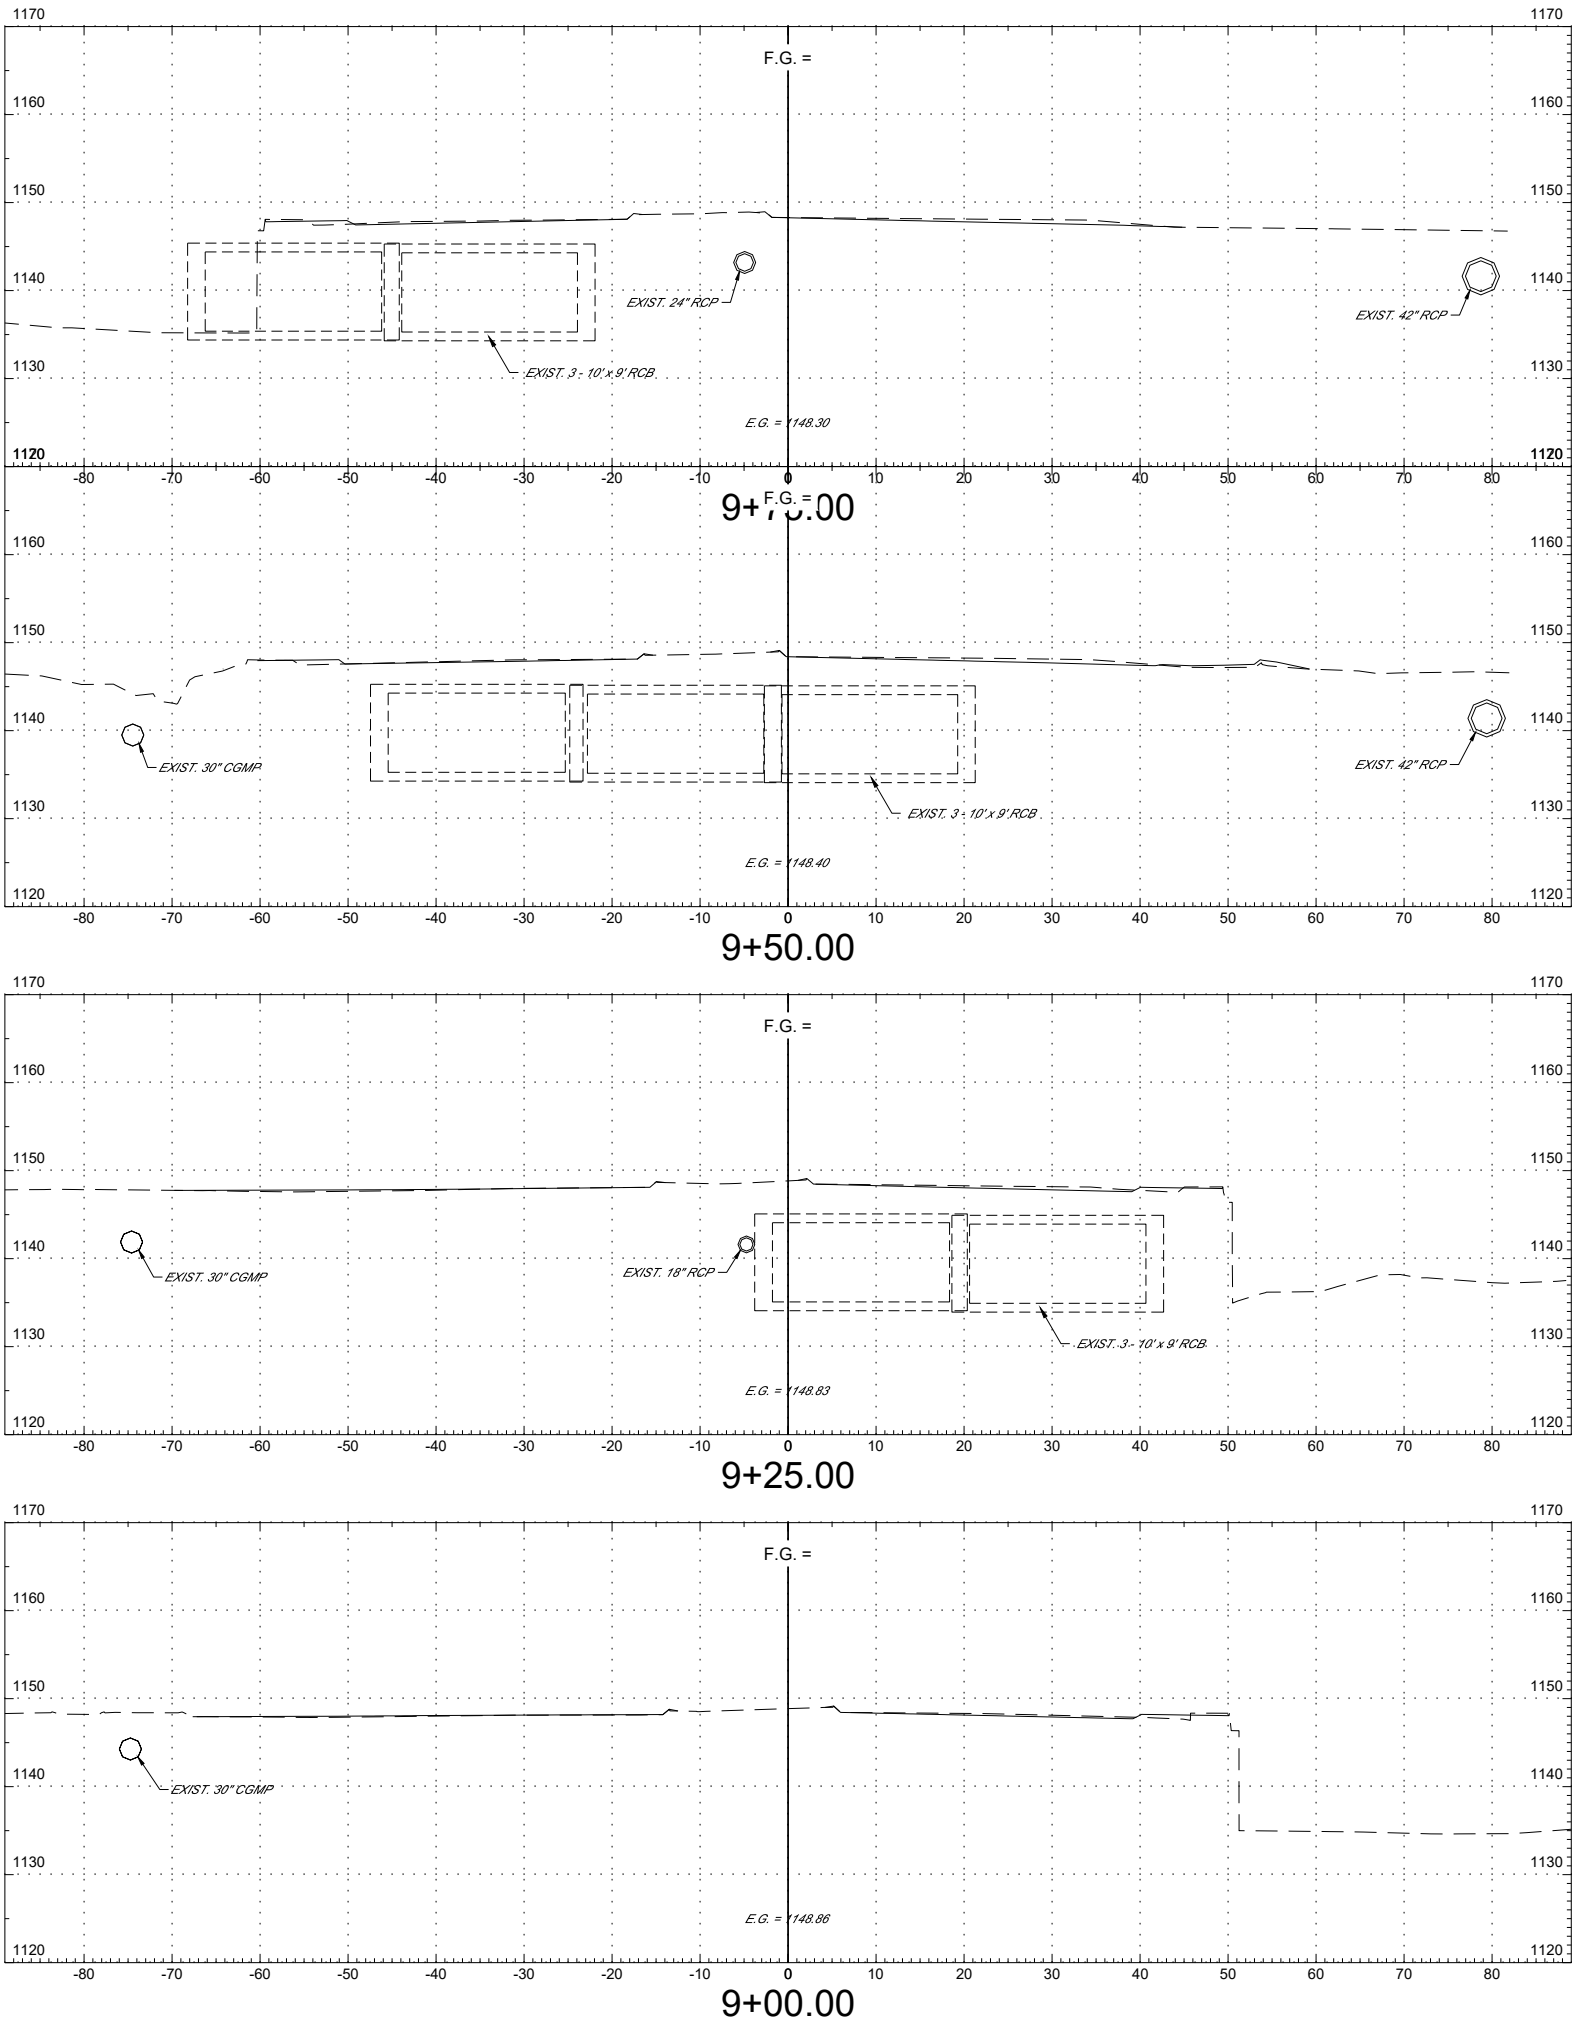 1170 1170
F.G. =
1160 1160
1150 1150
1140 1140
EXIST. 24" RCP
EXIST. 42" RCP
1130 1130
EXIST. 3 - 10' x 9' RCB
E.G. = 1148.30
1120 1120
-80 -70 -60 -50 -40 -30 -20 -10 0 10 20 30 40 50 60 70 80
F.G. =
1160 1160
1150 1150
1140 1140
EXIST. 30" CGMP
EXIST. 42" RCP
1130 1130
EXIST. 3 - 10' x 9' RCB
E.G. = 1148.40
1120 1120
-80 -70 -60 -50 -40 -30 -20 -10 0 10 20 30 40 50 60 70 80
9+50.00
1170 1170
F.G. =
1160 1160
1150 1150
1140 1140
EXIST. 30" CGMP
EXIST. 18" RCP
1130 1130
EXIST. 3 - 10' x 9' RCB
E.G. = 1148.83
1120 1120
-80 -70 -60 -50 -40 -30 -20 -10 0 10 20 30 40 50 60 70 80
9+25.00
1170 1170
F.G. =
1160 1160
1150 1150
1140 1140
EXIST. 30" CGMP
1130 1130
E.G. = 1148.86
1120 1120
-80 -70 -60 -50 -40 -30 -20 -10 0 10 20 30 40 50 60 70 80
9+00.00